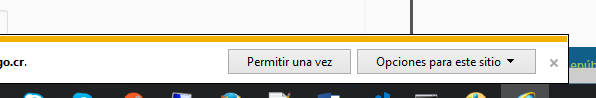 go.cr. Permitir una vez Opciones para este sitio